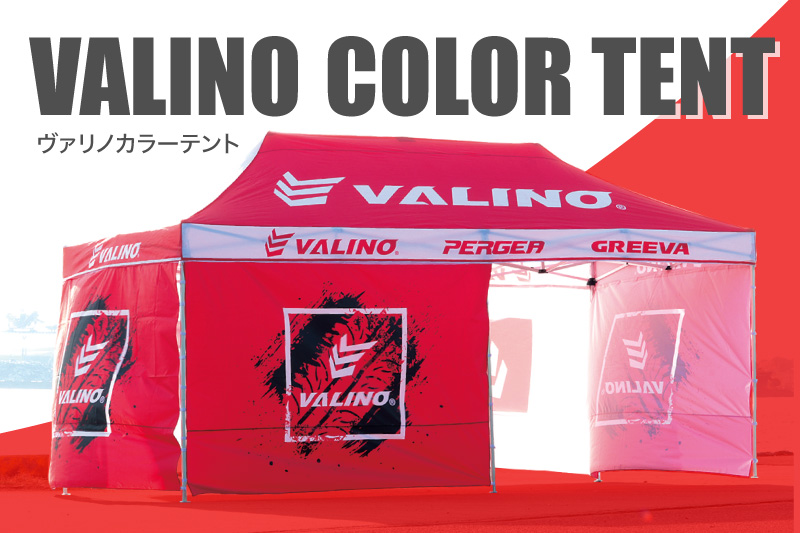 VALINO COLOR TENT
ヴァリノカラーテント
VALINO®
VALINO®
VALINO® PERGEA GREEVA
VALINO
VALINO®
VALINO